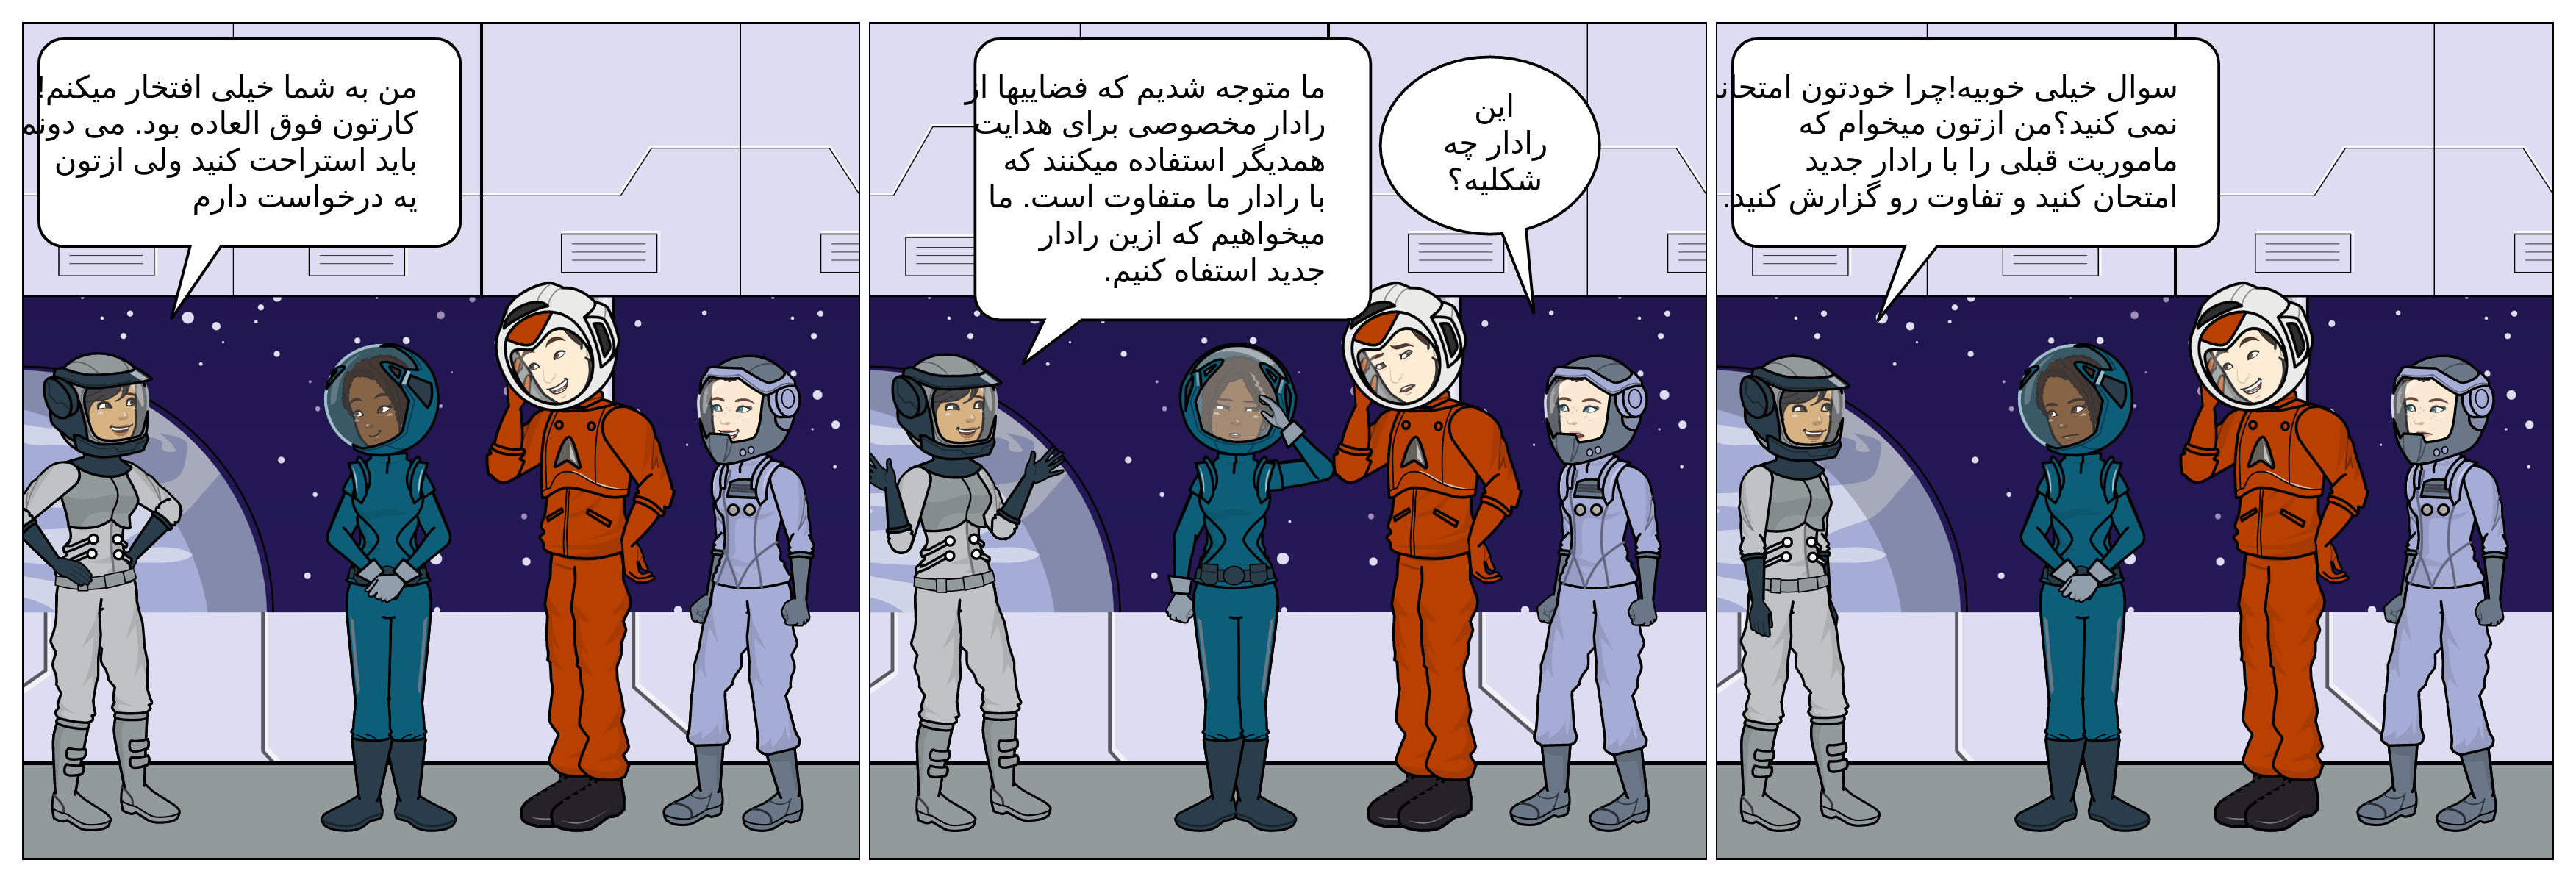 من به شما خیلی افتخار میکنم!
کارتون فوق العاده بود. می دونم
باید استراحت کنید ولی ازتون
یه درخواست دارم
ما متوجه شدیم که فضاییها از
رادار مخصوصی برای هدایت
همدیگر استفاده میکنند که
با رادار ما متفاوت است. ما
میخواهیم که ازین رادار
جدید استفاه کنیم.
این
رادار چه
شکلیه؟
سوال خیلی خوبیه!چرا خودتون
نمی کنید؟من ازتون میخوام که
ماموریت قبلی را با رادار جدید
امتحان کنید و تفاوت رو گزارش کنید.